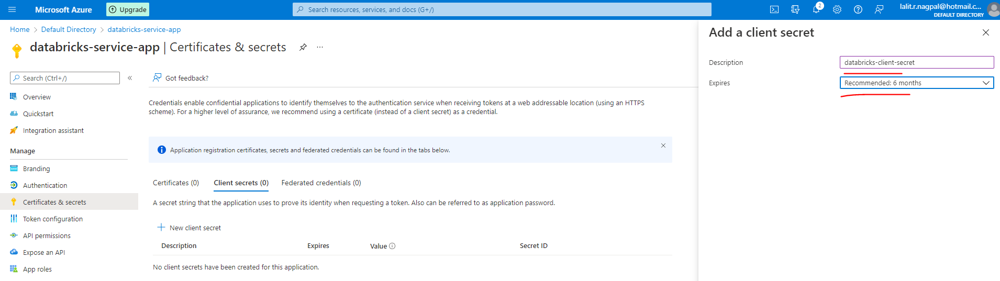 Microsoft Azure
Upgrade
Search resources, services, and docs (G+/)
2
lalit.r.nagpal@hotmail.c...
DEFAULT DIRECTORY
Home > Default Directory > databricks-service-app
databricks-service-app | Certificates & secrets
...
Search (Ctrl+/)
«
Overview
Quickstart
Integration assistant
Manage
Branding
Authentication
Certificates & secrets
Token configuration
API permissions
Expose an API
App roles
Got feedback?
Credentials enable confidential applications to identify themselves to the authentication service when receiving tokens at a web addressable location (using an HTTPS
scheme). For a higher level of assurance, we recommend using a certificate (instead of a client secret) as a credential.
Application registration certificates, secrets and federated credentials can be found in the tabs below.
Certificates (0) Client secrets (0) Federated credentials (0)
A secret string that the application uses to prove its identity when requesting a token. Also can be referred to as application password.
New client secret
Description Expires Value Secret ID
No client secrets have been created for this application.
Add a client secret
Description databricks-client-secret
Expires Recommended: 6 months